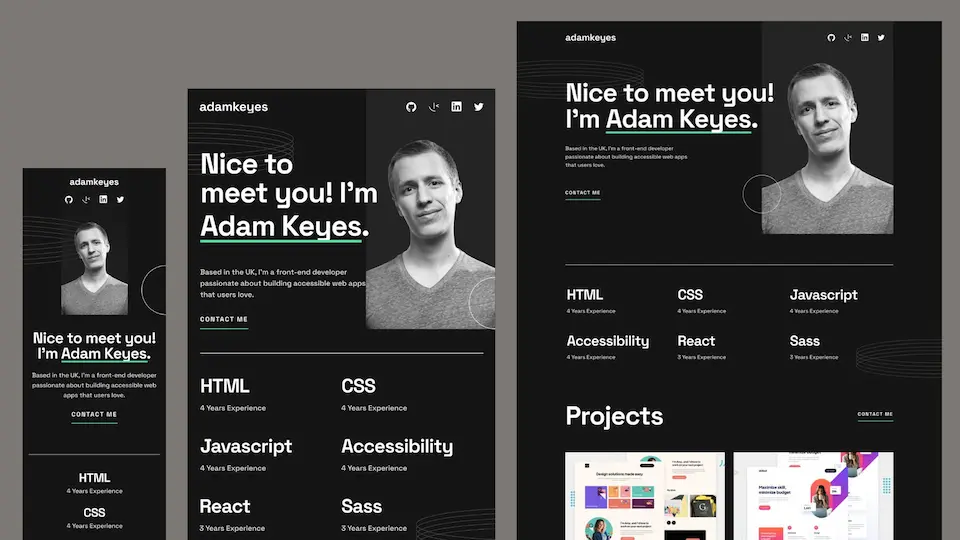 adamkeyes
Nice to meet you!
I'm Adam Keyes.
Based in the UK, I'm a front-end developer
passionate about building accessible web
apps that users love.
CONTACT ME
HTML
4 Years Experience
CSS
4 Years Experience
adamkeyes
Nice to
meet you! I'm
Adam Keyes.
Based in the UK, I'm a front-end developer
passionate about building accessible web apps
that users love.
CONTACT ME
HTML
4 Years Experience
CSS
4 Years Experience
Javascript
4 Years Experience
Accessibility
4 Years Experience
React
3 Years Experience
Sass
3 Years Experience
adamkeyes
Nice to meet you!
I'm Adam Keyes.
Based in the UK, I'm a front-end developer
passionate about building accessible web apps
that users love.
CONTACT ME
HTML
4 Years Experience
CSS
4 Years Experience
Javascript
4 Years Experience
Accessibility
4 Years Experience
React
3 Years Experience
Sass
3 Years Experience
Projects
CONTACT ME
Design solutions made easy
Maximize skill,
minimize budget